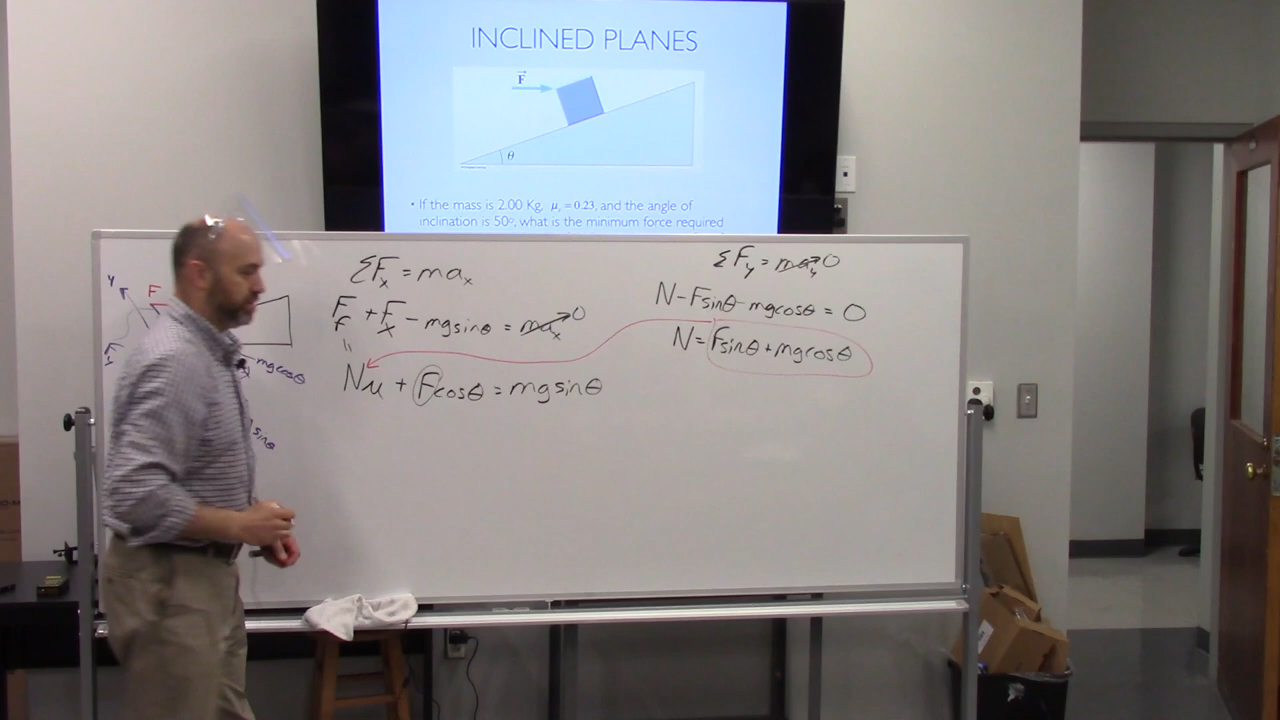 INCLINED PLANES
F
θ
• If the mass is 2.00 Kg, μs = 0.23, and the angle of
inclination is 50°, what is the minimum force required
ΣFx = max
Ff + Fx - mgsinθ = max 0
=
Nμ + Fcosθ = mgsinθ
ΣFy = may 0
N - Fsinθ - mgcosθ = 0
N = Fsinθ + mgcosθ
y
F
Fy
mgcosθ
sinθ